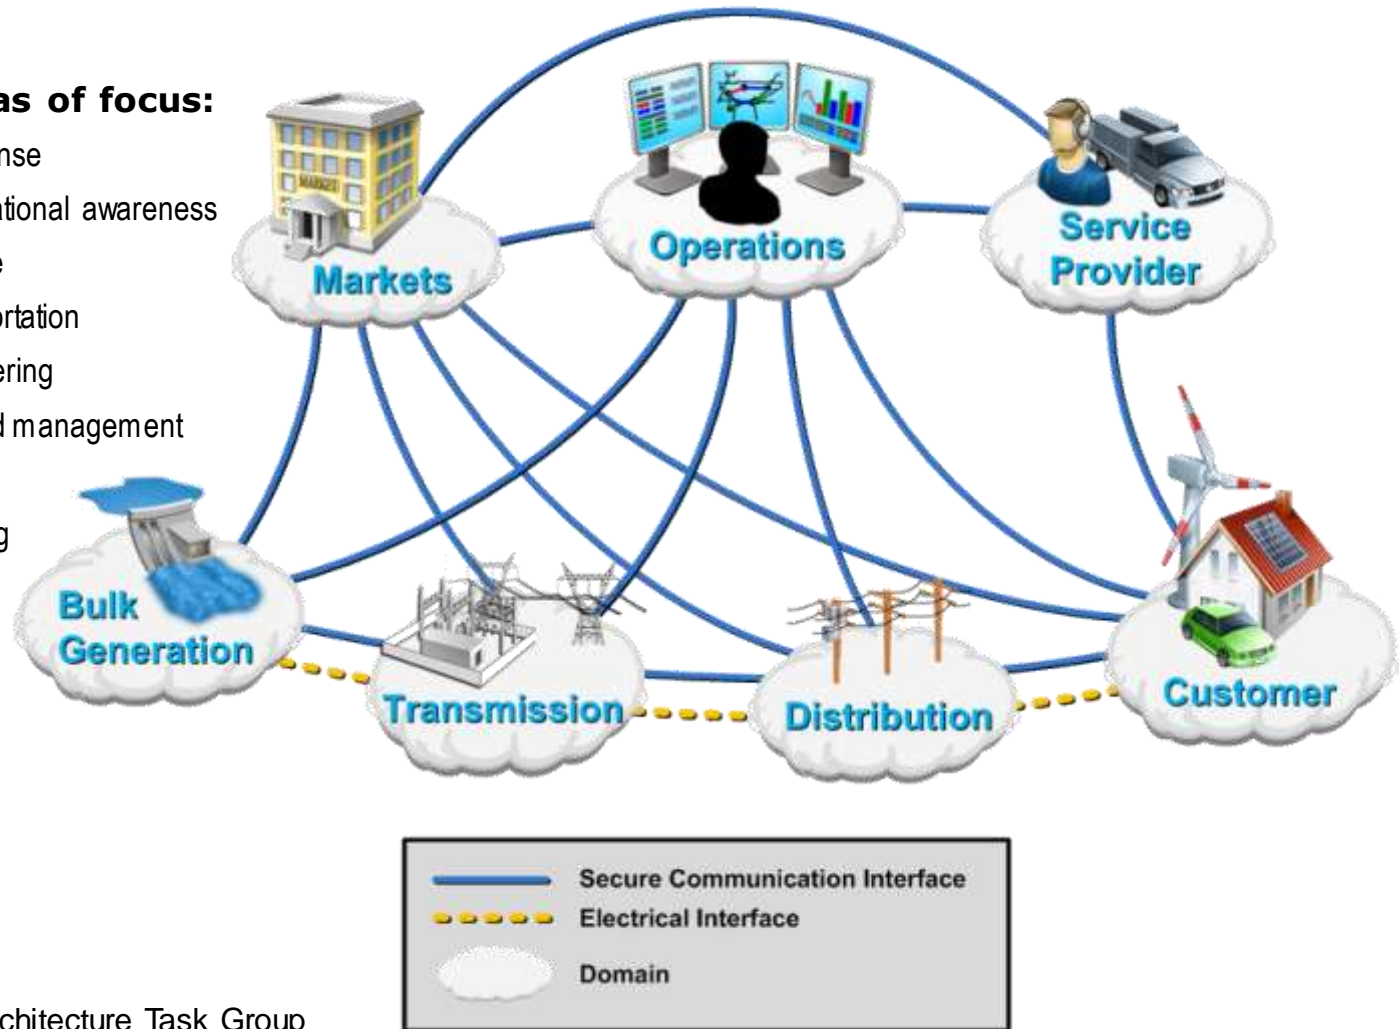 as of focus:
nse
ational awareness
e
ortation
ering
d management
g
MARKET
Markets
Operations
Service
Provider
Bulk
Generation
Transmission
Distribution
Customer
Secure Communication Interface
Electrical Interface
Domain
chitecture Task Group